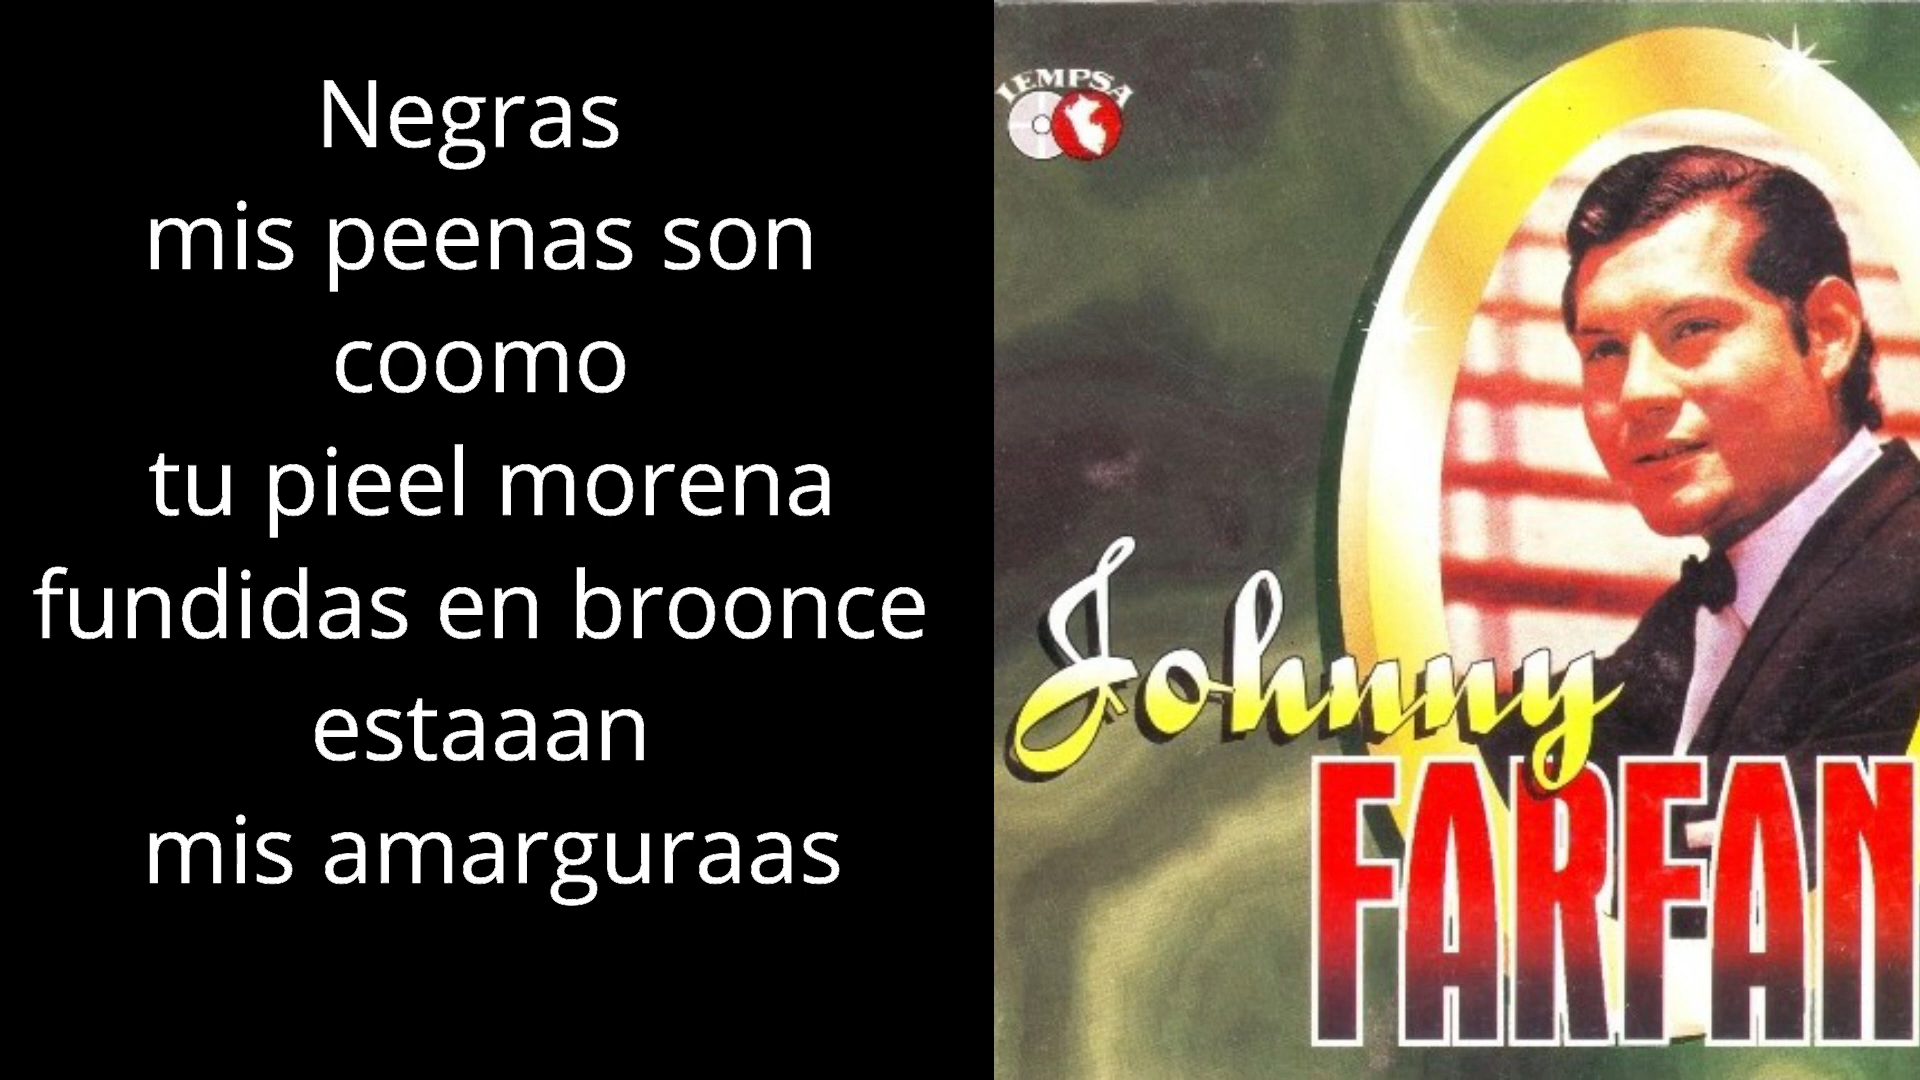 Negras
mis peenas son
coomo
tu pieel morena
fundidas en broonce
estaaan
mis amarguraas
IEMPSA
Johnny
FARFAN